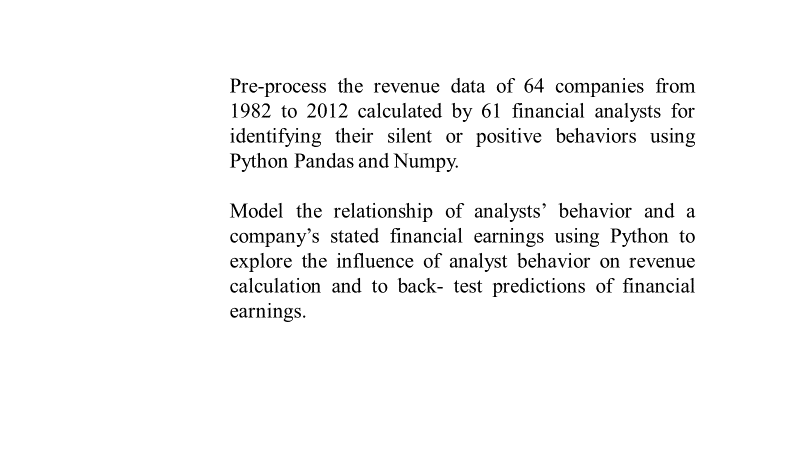 Pre-process the revenue data of 64 companies from
1982 to 2012 calculated by 61 financial analysts for
identifying their silent or positive behaviors using
Python Pandas and Numpy.
Model the relationship of analysts’ behavior and a
company’s stated financial earnings using Python to
explore the influence of analyst behavior on revenue
calculation and to back- test predictions of financial
earnings.